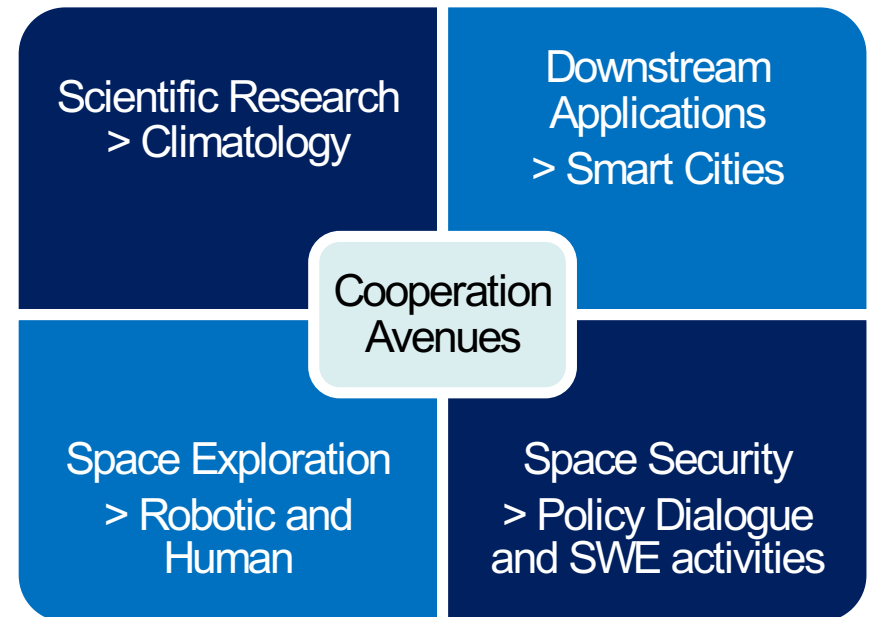 Scientific Research
> Climatology
Downstream
Applications
> Smart Cities
Cooperation
Avenues
Space Exploration
> Robotic and
Human
Space Security
> Policy Dialogue
and SWE activities